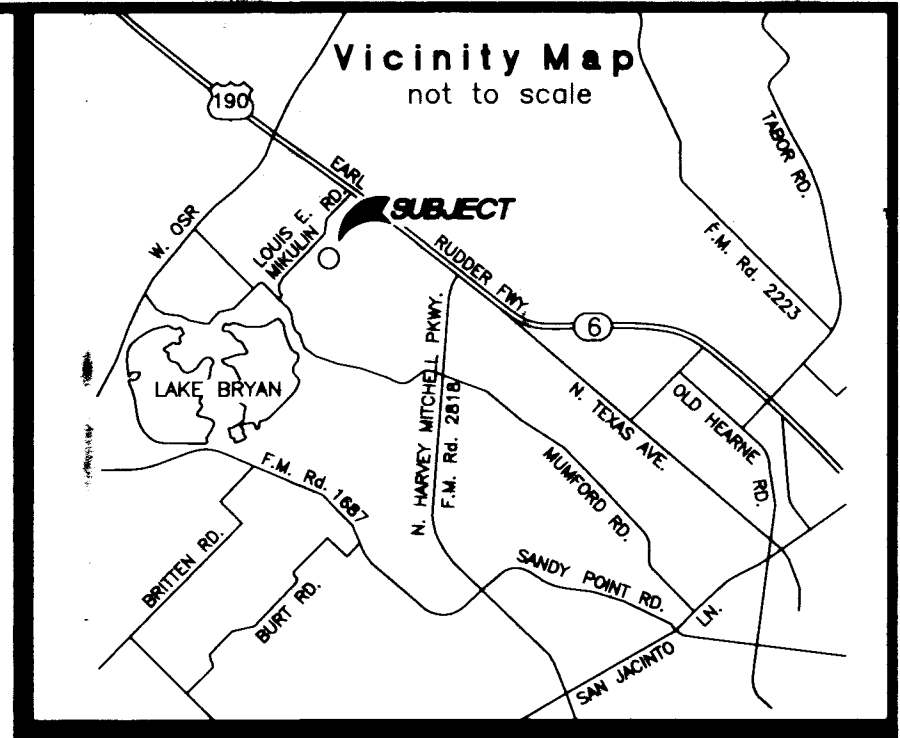 Vicinity Map
not to scale
190
EARL
TABOR RD.
SUBJECT
W. OSR
LOUIS E. RD.
MIKULIN
RUDDER FWY.
F.M. Rd. 2223
6
LAKE BRYAN
N. HARVEY MITCHELL PKWY.
F.M. Rd. 2818
N. TEXAS AVE.
OLD HEARNE
RD.
MUMFORD RD.
F.M. Rd. 1687
BRITTEN RD.
BURT RD.
SANDY POINT RD.
SAN JACINTO
LN.